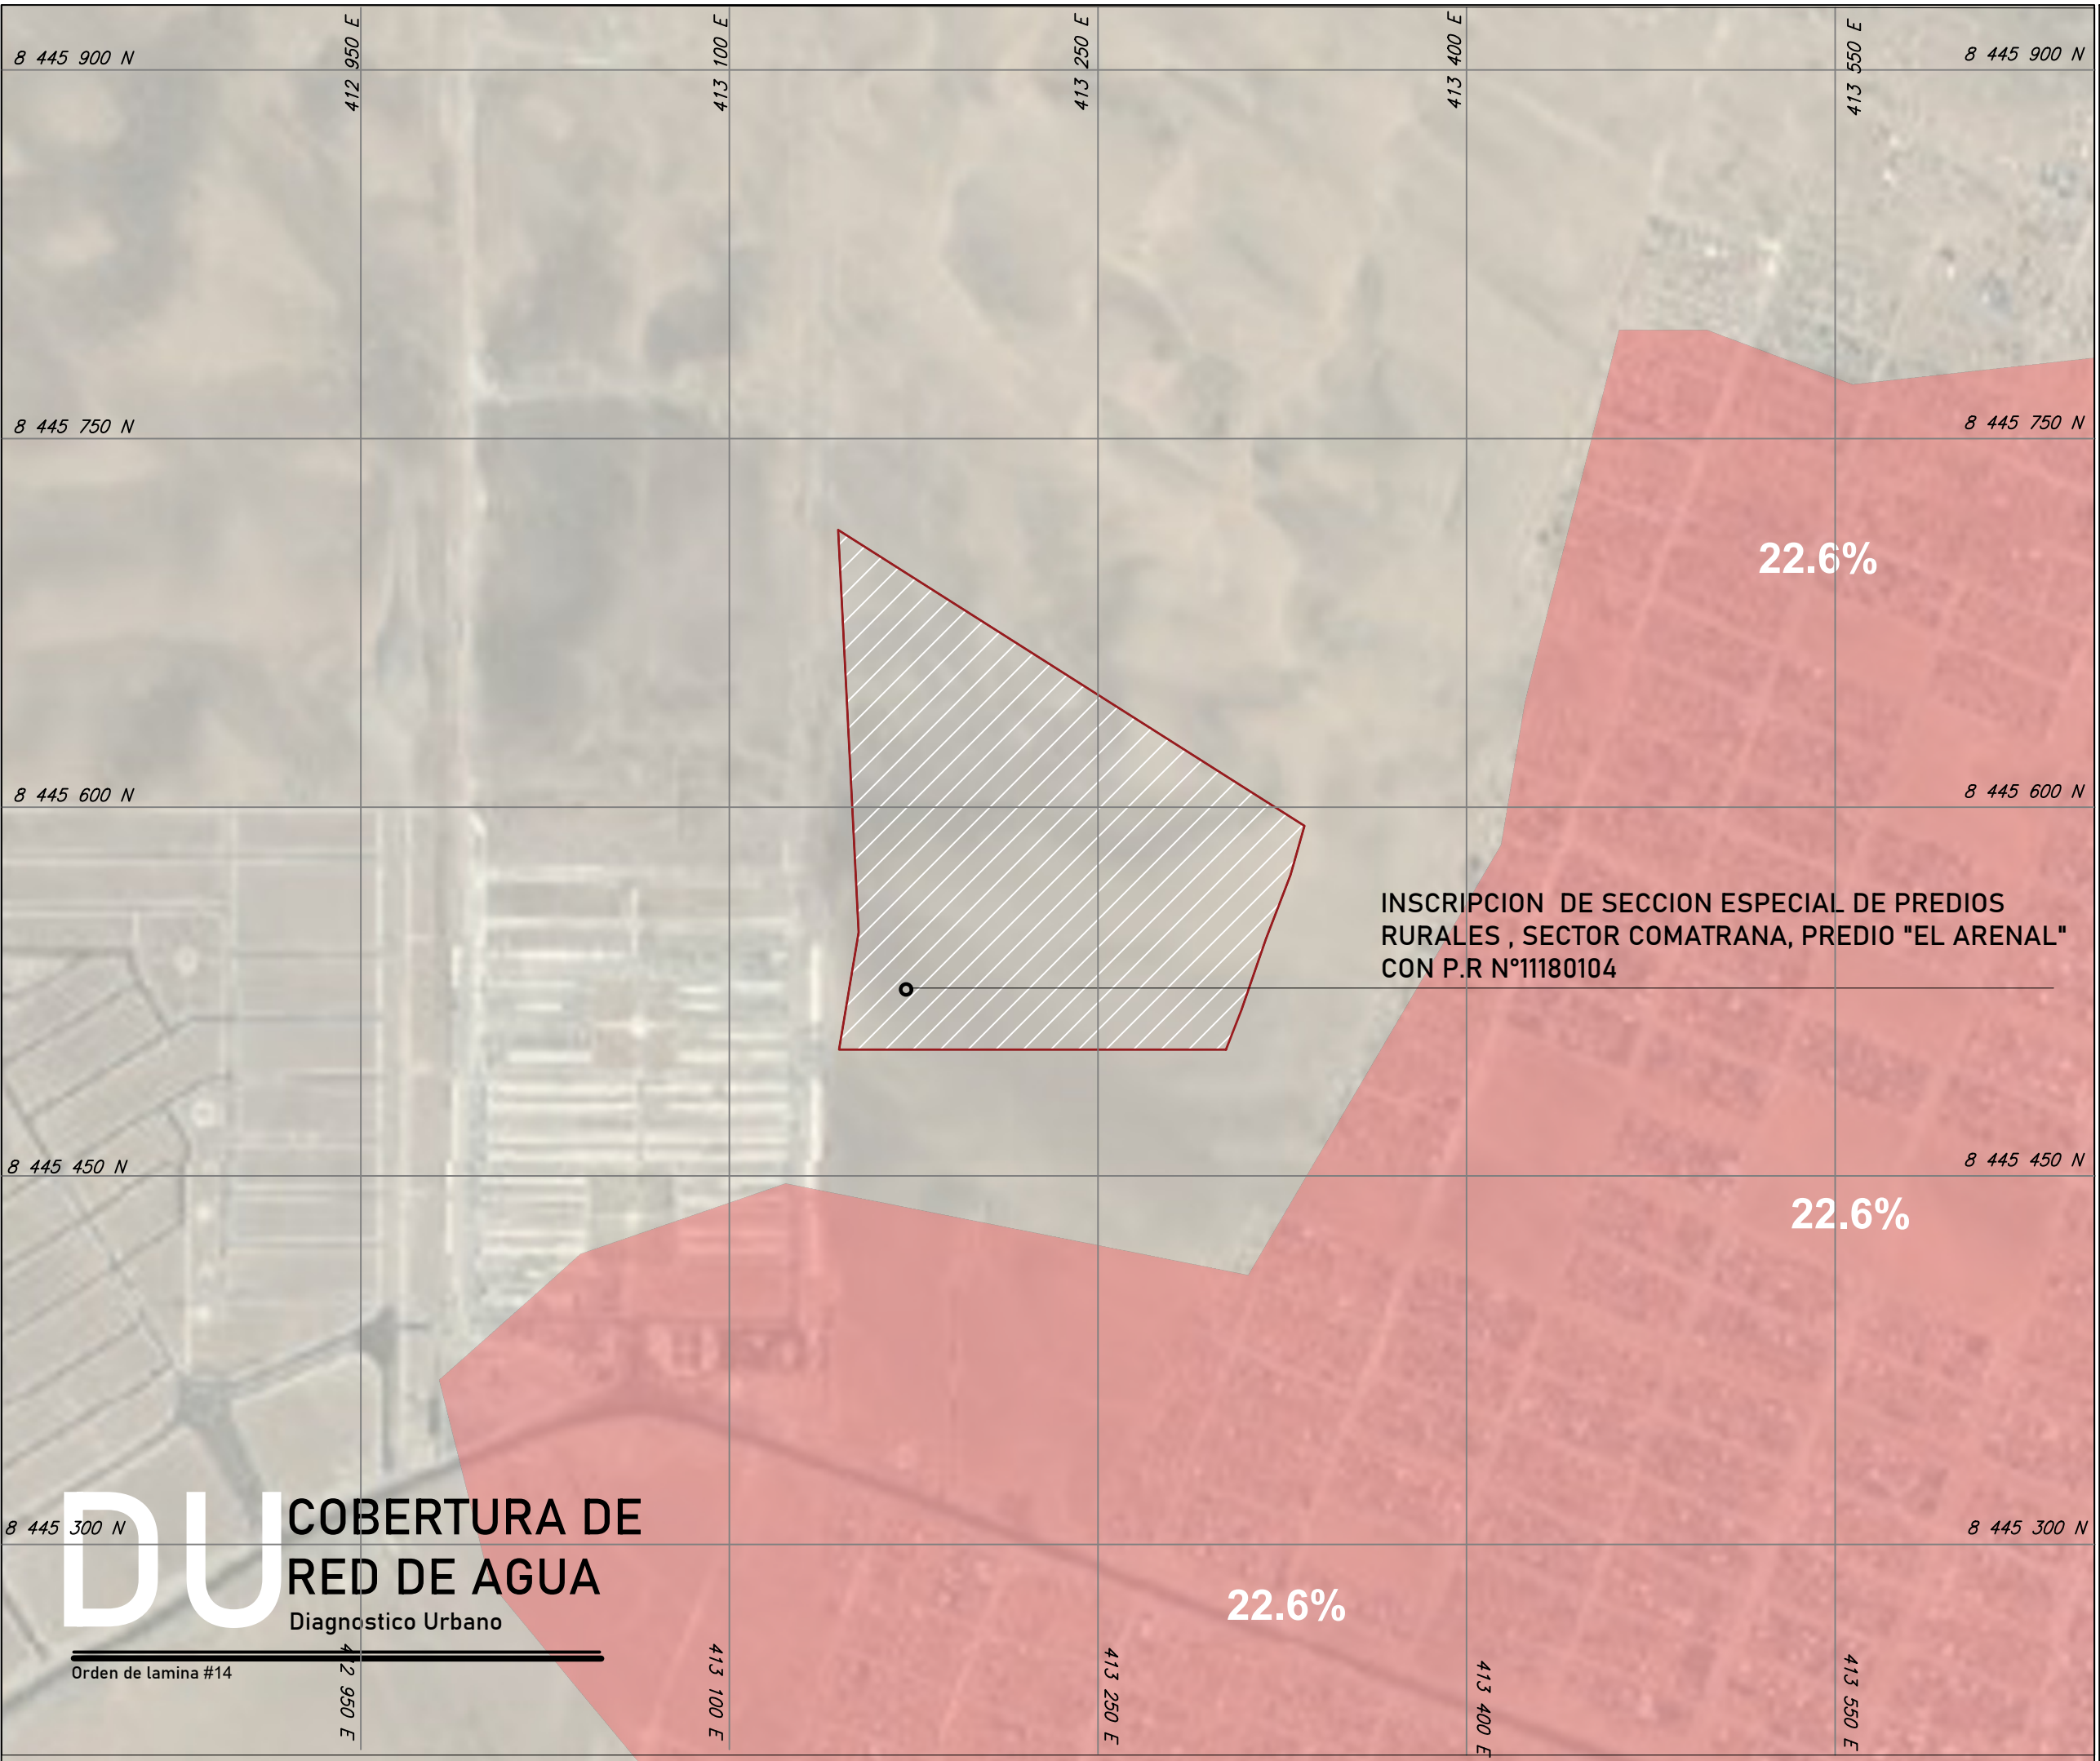 412 950 E
413 100 E
413 250 E
413 400 E
413 550 E
8 445 900 N
8 445 900 N
8 445 750 N
8 445 750 N
22.6%
8 445 600 N
8 445 600 N
INSCRIPCION DE SECCION ESPECIAL DE PREDIOS
RURALES , SECTOR COMATRANA, PREDIO "EL ARENAL"
CON P.R N°11180104
8 445 450 N
8 445 450 N
22.6%
DU
COBERTURA DE
RED DE AGUA
Diagnostico Urbano
8 445 300 N
8 445 300 N
22.6%
Orden de lamina #14
412 950 E
413 100 E
413 250 E
413 400 E
413 550 E